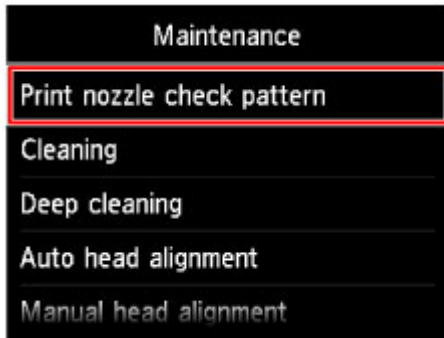 Maintenance
Print nozzle check pattern
Cleaning
Deep cleaning
Auto head alignment
Manual head alignment